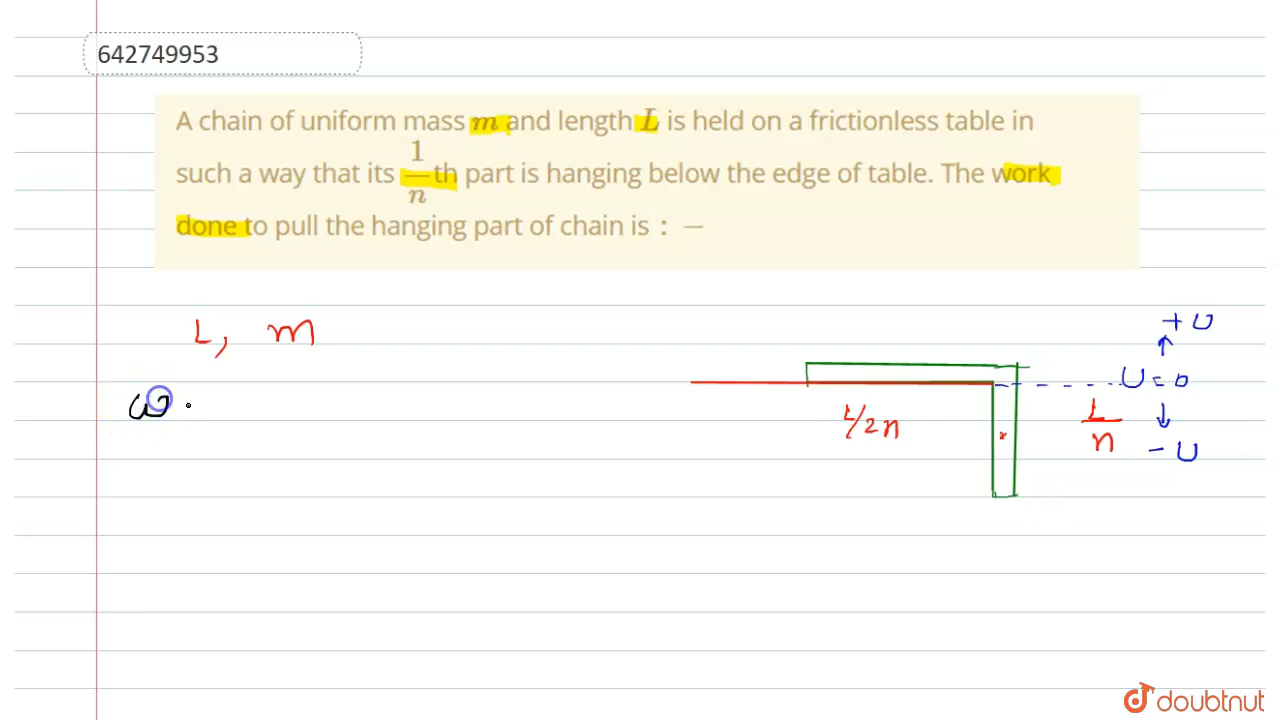 642749953
A chain of uniform mass m and length L is held on a frictionless table in
such a way that its 1/n th part is hanging below the edge of table. The work
done to pull the hanging part of chain is : −
L, m
+U
U = 0
L/2n
L/n
− U
ω
doubtnut